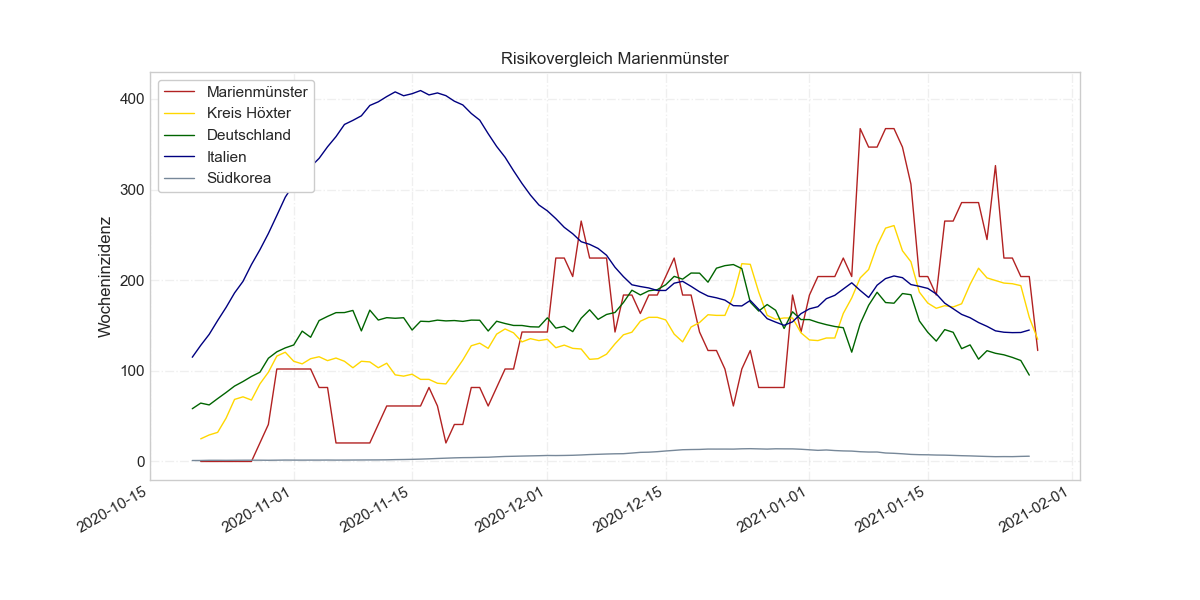 Risikovergleich Marienmünster
Marienmünster
Kreis Höxter
Deutschland
Italien
Südkorea
Wocheninzidenz
400
300
200
100
0
2020-10-15
2020-11-01
2020-11-15
2020-12-01
2020-12-15
2021-01-01
2021-01-15
2021-02-01